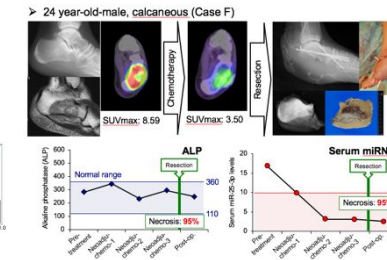 ➢ 24 year-old-male, calcaneous (Case F)
Chemotherapy
Resection
SUVmax: 8.59
SUVmax: 3.50
ALP
Alkaline phosphatase (ALP)
600
500
400
300
200
100
0
Normal range
Resection
360
110
Necrosis: 95%
Pre-treatment
Neoadju-chemo-1
Neoadju-chemo-2
Neoadju-chemo-3
Post-op.
Serum miRN
Serum miR-25-3p levels
20
15
10
5
0
Resection
Necrosis: 95
Pre-treatment
Neoadju-chemo-1
Neoadju-chemo-2
Neoadju-chemo-3
Post-op.